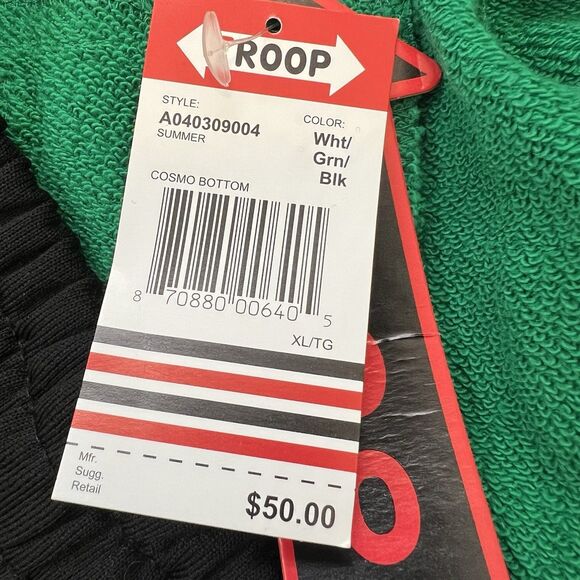 ROOP
STYLE:
A040309004
SUMMER
COLOR:
Wht/
Grn/
Blk
COSMO BOTTOM
8 70880 00640 5
XL/TG
Mfr.
Sugg.
Retail
$50.00